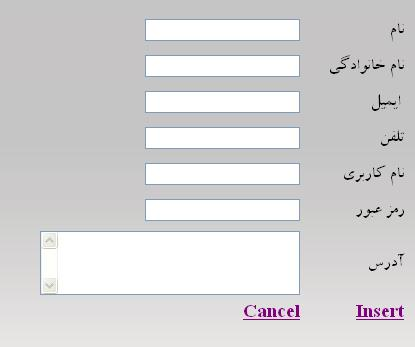 نام
نام خانوادگی
ایمیل
تلفن
نام کاربری
رمز عبور
آدرس
Insert Cancel